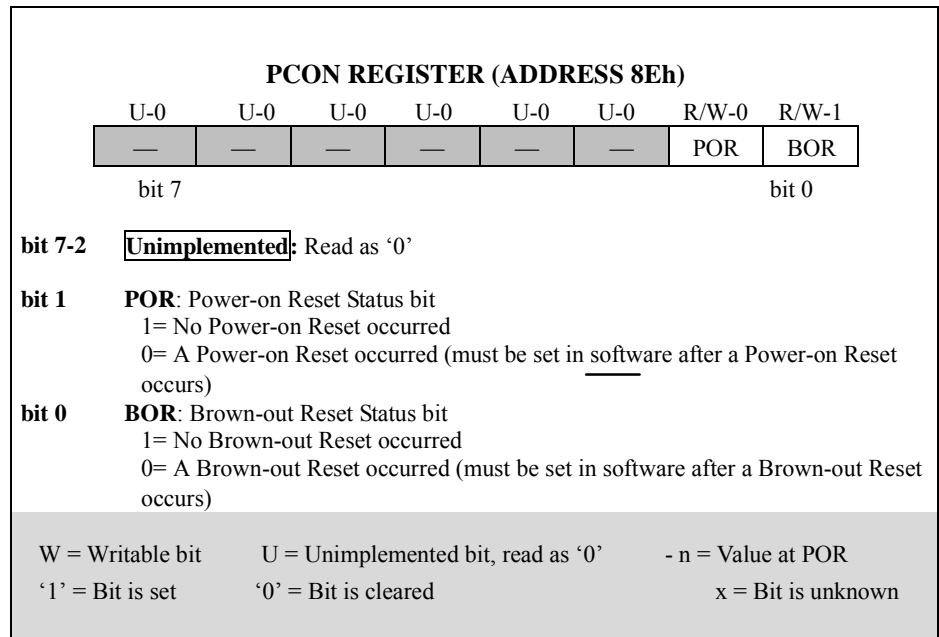 PCON REGISTER (ADDRESS 8Eh)
U-0 U-0 U-0 U-0 U-0 U-0 R/W-0 R/W-1
— — — — — — POR BOR
bit 7 bit 0
bit 7-2 Unimplemented: Read as ‘0’
bit 1 POR: Power-on Reset Status bit
1= No Power-on Reset occurred
0= A Power-on Reset occurred (must be set in software after a Power-on Reset
occurs)
bit 0 BOR: Brown-out Reset Status bit
1= No Brown-out Reset occurred
0= A Brown-out Reset occurred (must be set in software after a Brown-out Reset
occurs)
W = Writable bit U = Unimplemented bit, read as ‘0’ - n = Value at POR
‘1’ = Bit is set ‘0’ = Bit is cleared x = Bit is unknown